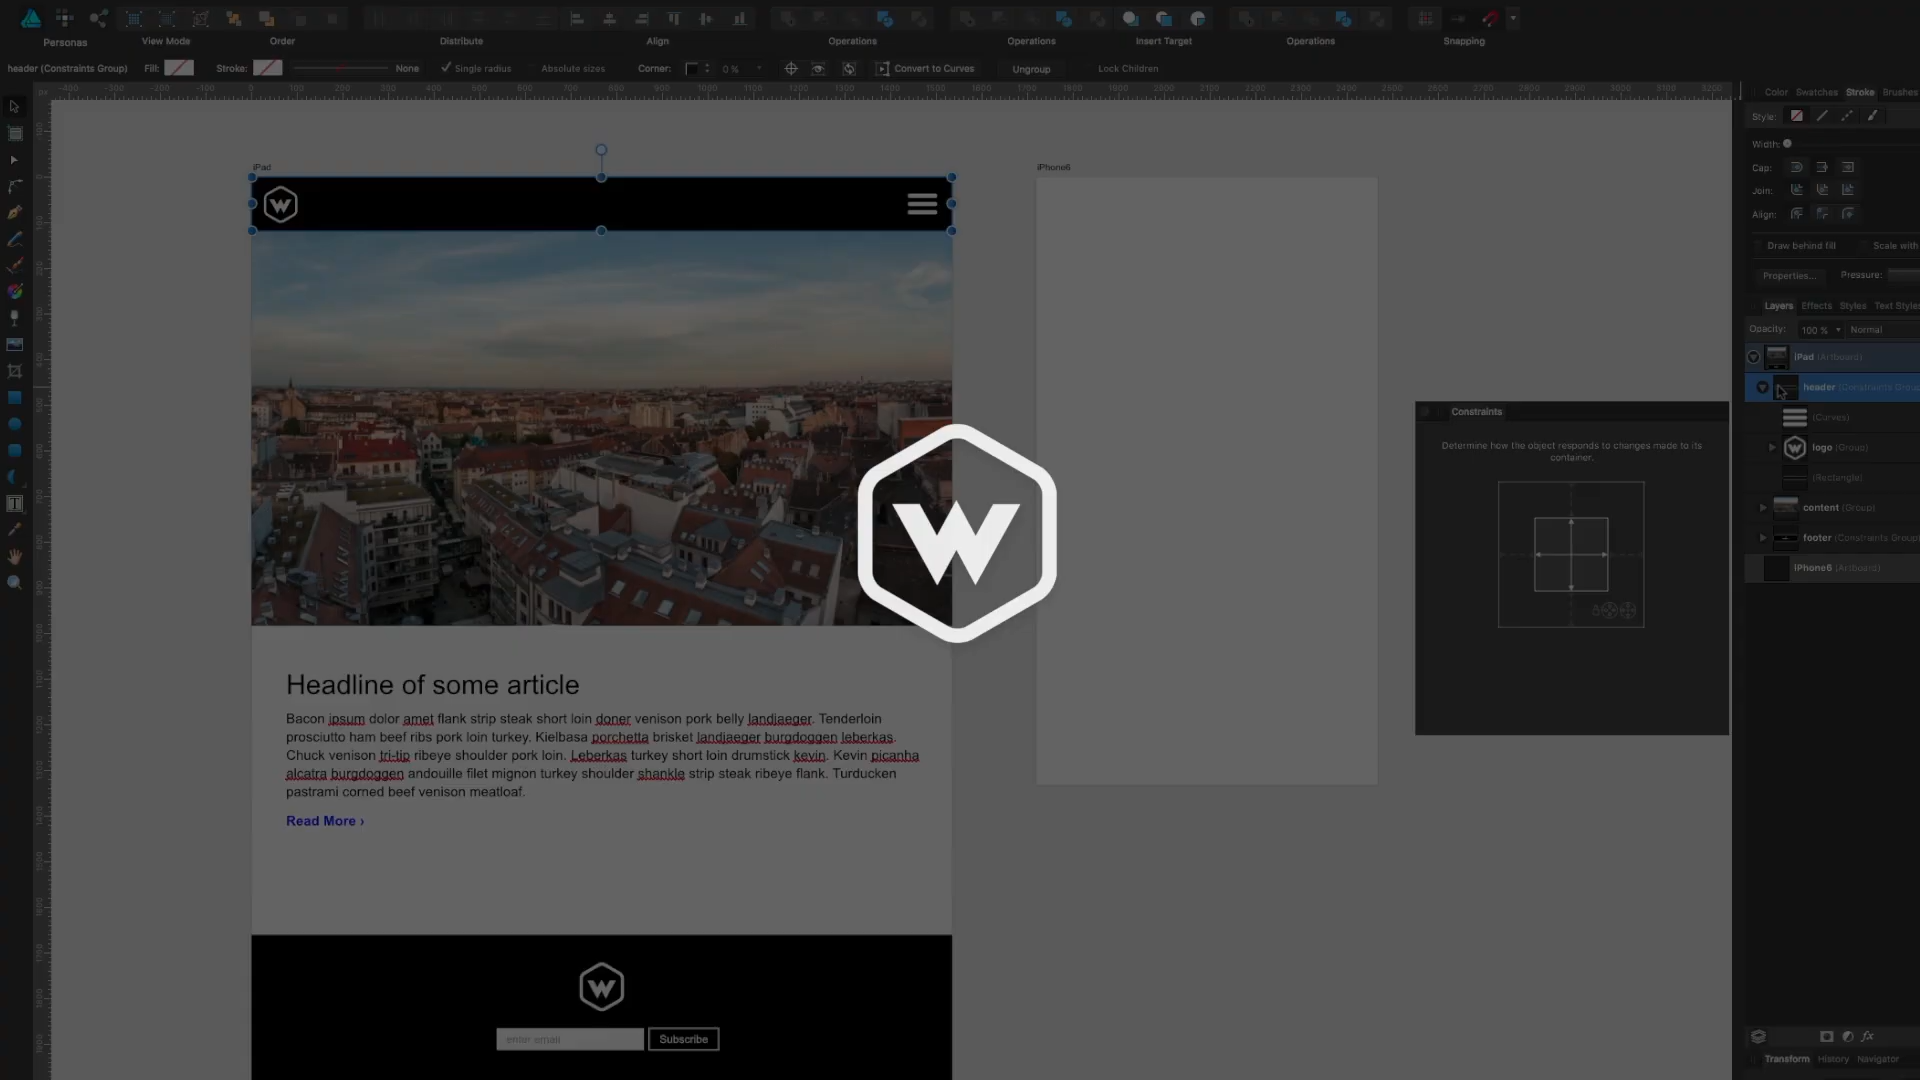 Personas
View Mode
Order
Distribute
Align
Operations
Operations
Insert Target
Operations
Snapping
header (Constraints Group)
Fill:
Stroke:
None
Single radius
Absolute sizes
Corner:
0 %
Convert to Curves
Ungroup
Lock Children
Color
Swatches
Stroke
Brushes
Style:
Width:
Cap:
Join:
Align:
Draw behind fill
Scale with
Properties...
Pressure:
Layers
Effects
Styles
Text Styles
Opacity:
100 %
Normal
iPad (Artboard)
header (Constraints Group
(Curves)
logo (Group)
(Rectangle)
content (Group)
footer (Constraints Group)
iPhone6 (Artboard)
Transform
History
Navigator
iPad
iPhone6
W
W
Constraints
Determine how the object responds to changes made to its
container.
Headline of some article
Bacon ipsum dolor amet flank strip steak short loin doner venison pork belly landjaeger. Tenderloin
prosciutto ham beef ribs pork loin turkey. Kielbasa porchetta brisket landjaeger burgdoggen leberkas.
Chuck venison tri-tip ribeye shoulder pork loin. Leberkas turkey short loin drumstick kevin. Kevin picanha
alcatra burgdoggen andouille filet mignon turkey shoulder shankle strip steak ribeye flank. Turducken
pastrami corned beef venison meatloaf.
Read More ›
W
enter email
Subscribe